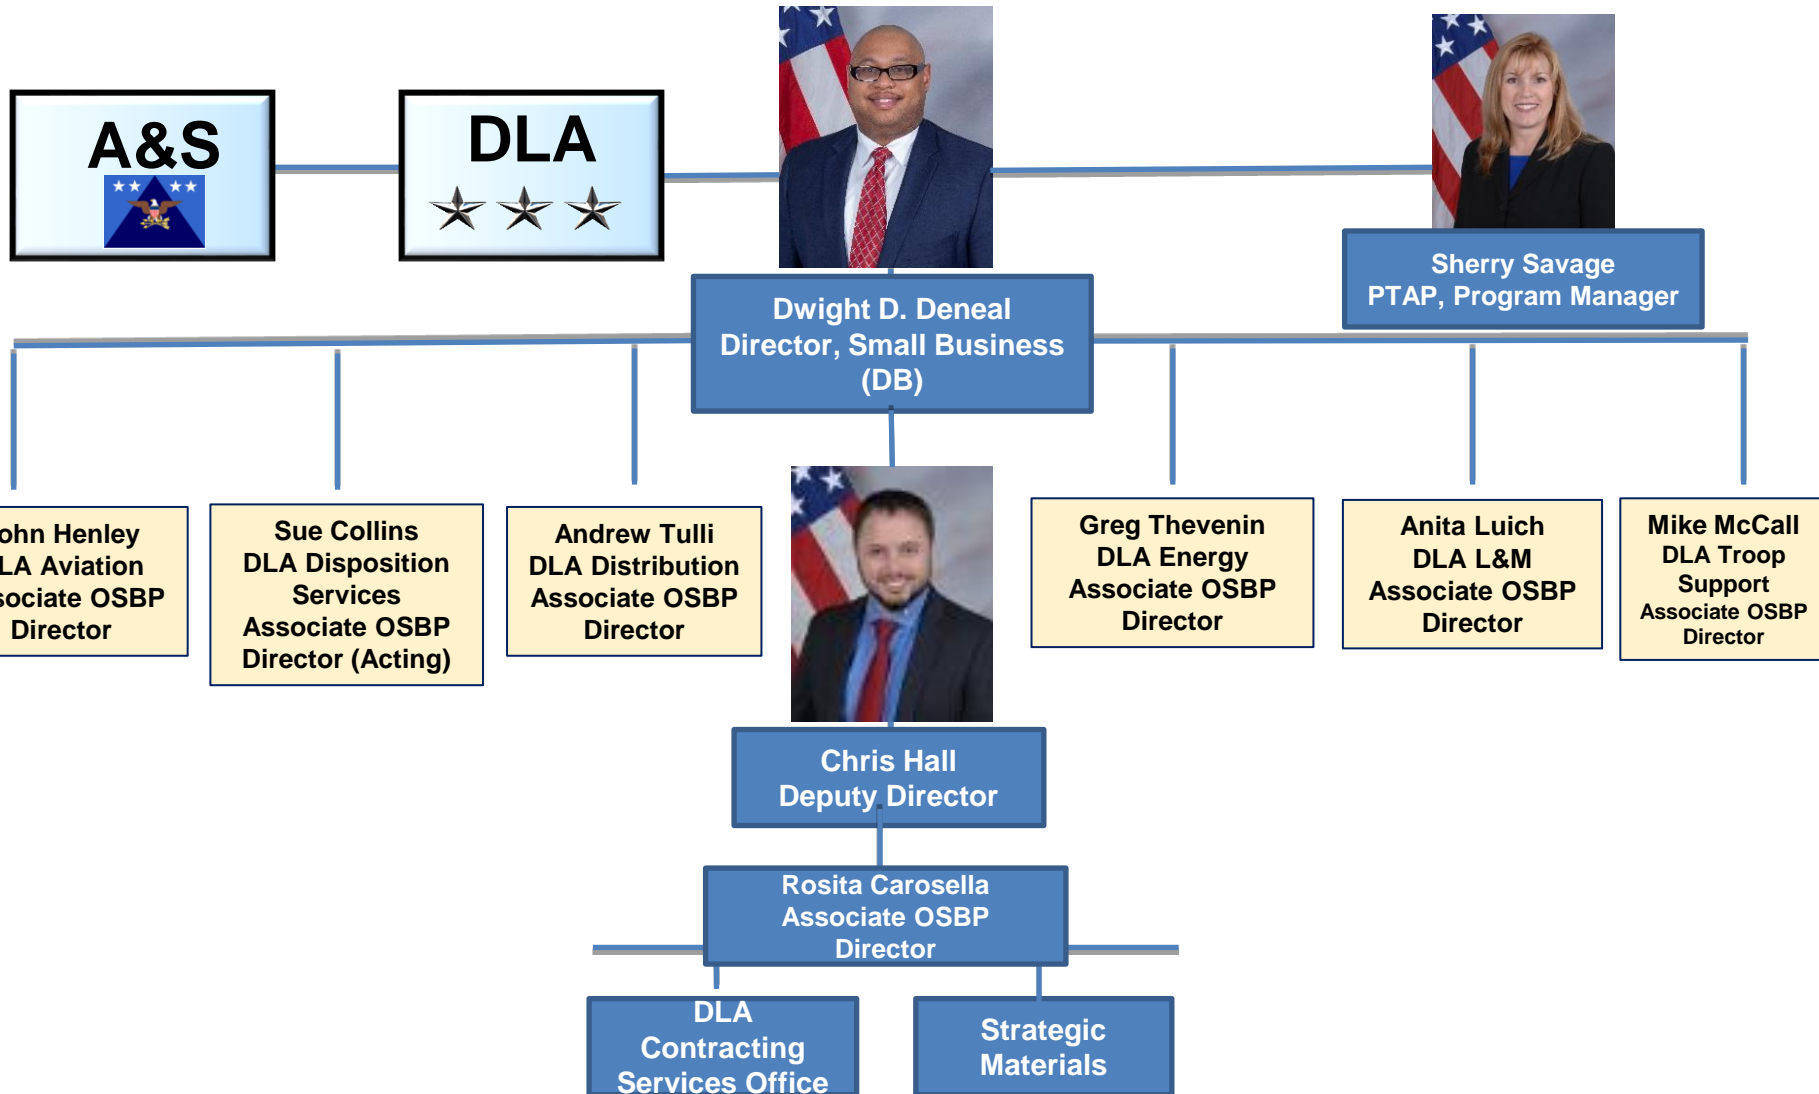 A&S
DLA
Sherry Savage
PTAP, Program Manager
Dwight D. Deneal
Director, Small Business
(DB)
ohn Henley
LA Aviation
sociate OSBP
Director
Sue Collins
DLA Disposition
Services
Associate OSBP
Director (Acting)
Andrew Tulli
DLA Distribution
Associate OSBP
Director
Greg Thevenin
DLA Energy
Associate OSBP
Director
Anita Luich
DLA L&M
Associate OSBP
Director
Mike McCall
DLA Troop
Support
Associate OSBP
Director
Chris Hall
Deputy Director
Rosita Carosella
Associate OSBP
Director
DLA
Contracting
Services Office
Strategic
Materials